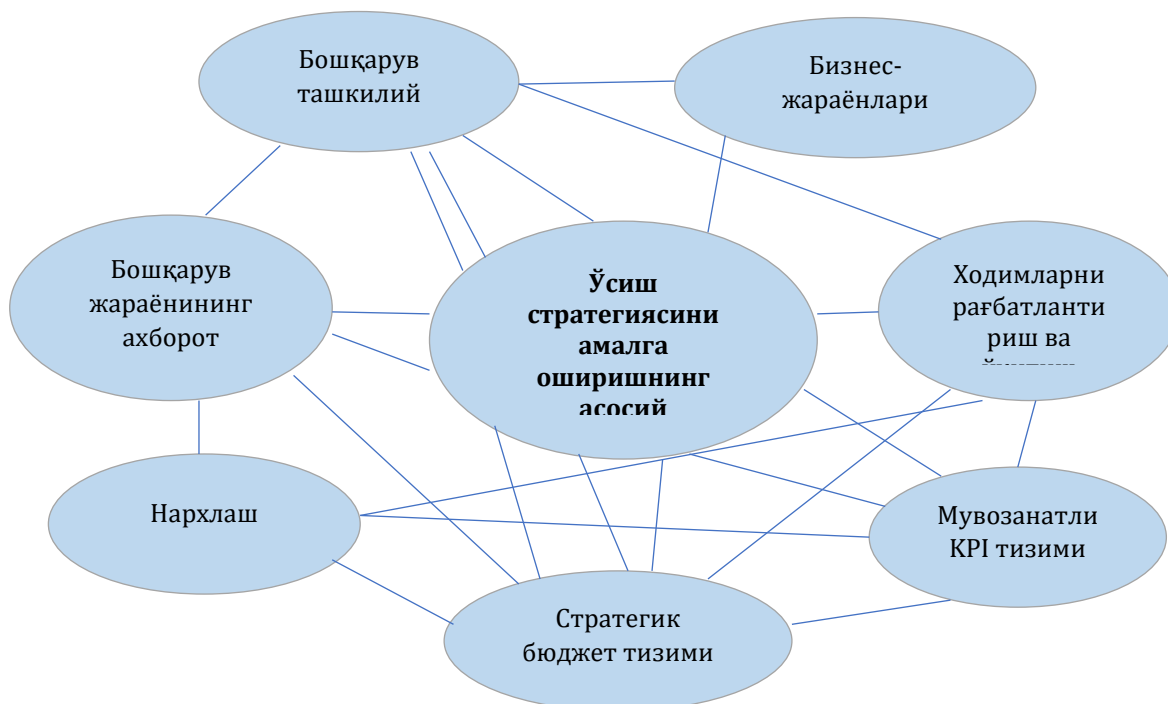 Бошқарув
ташкилий
Бизнес-
жараёнлари
Бошқарув
жараёнининг
ахборот
Ўсиш
стратегиясини
амалга
оширишнинг
асосий
Ходимларни
рағбатланти
риш ва
Нархлаш
Мувозанатли
KPI тизими
Стратегик
бюджет тизими